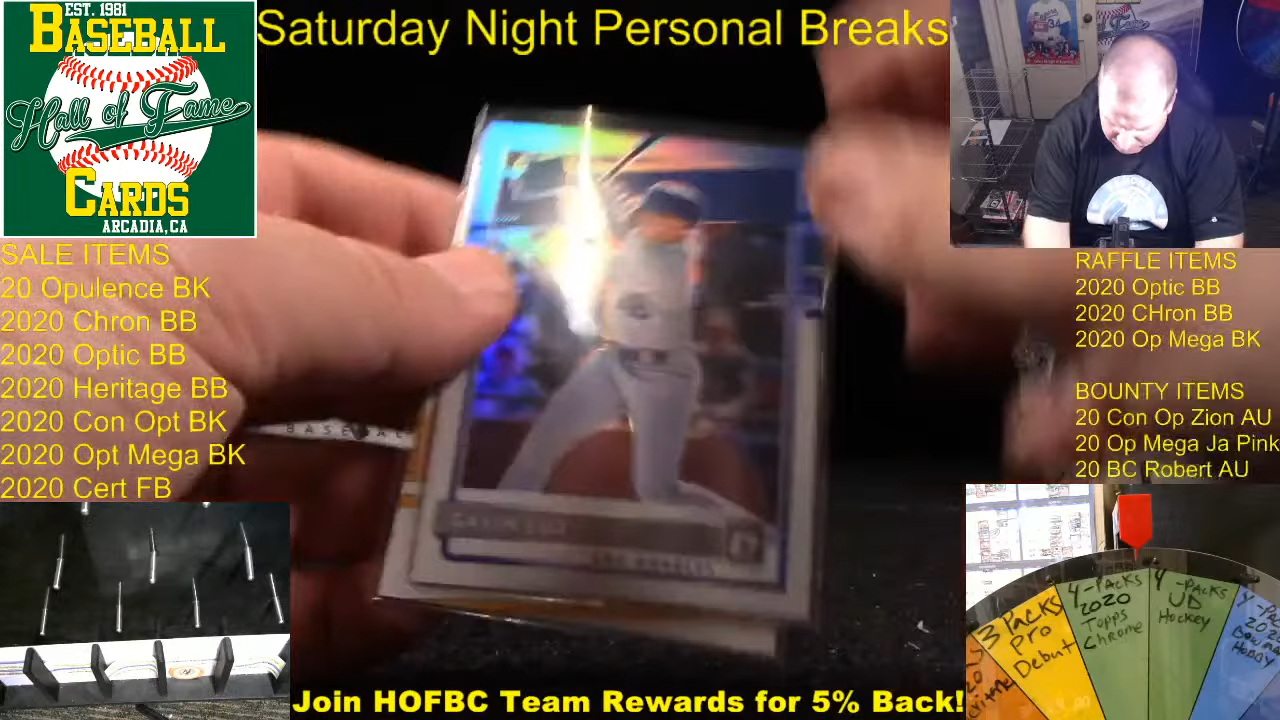 EST. 1981
BASEBALL
Hall of Fame
CARDS
ARCADIA, CA
Saturday Night Personal Breaks
SALE ITEMS
20 Opulence BK
2020 Chron BB
2020 Optic BB
2020 Heritage BB
2020 Con Opt BK
2020 Opt Mega BK
2020 Cert FB
BASEBALL
34
RAFFLE ITEMS
2020 Optic BB
2020 CHron BB
2020 Op Mega BK
BOUNTY ITEMS
20 Con Op Zion AU
20 Op Mega Ja Pink
20 BC Robert AU
3 PACKS
PRO
Debut
4-PACKS
2020
Topps
Chrome
4-PACKS
UD
Hockey
Join HOFBC Team Rewards for 5% Back!